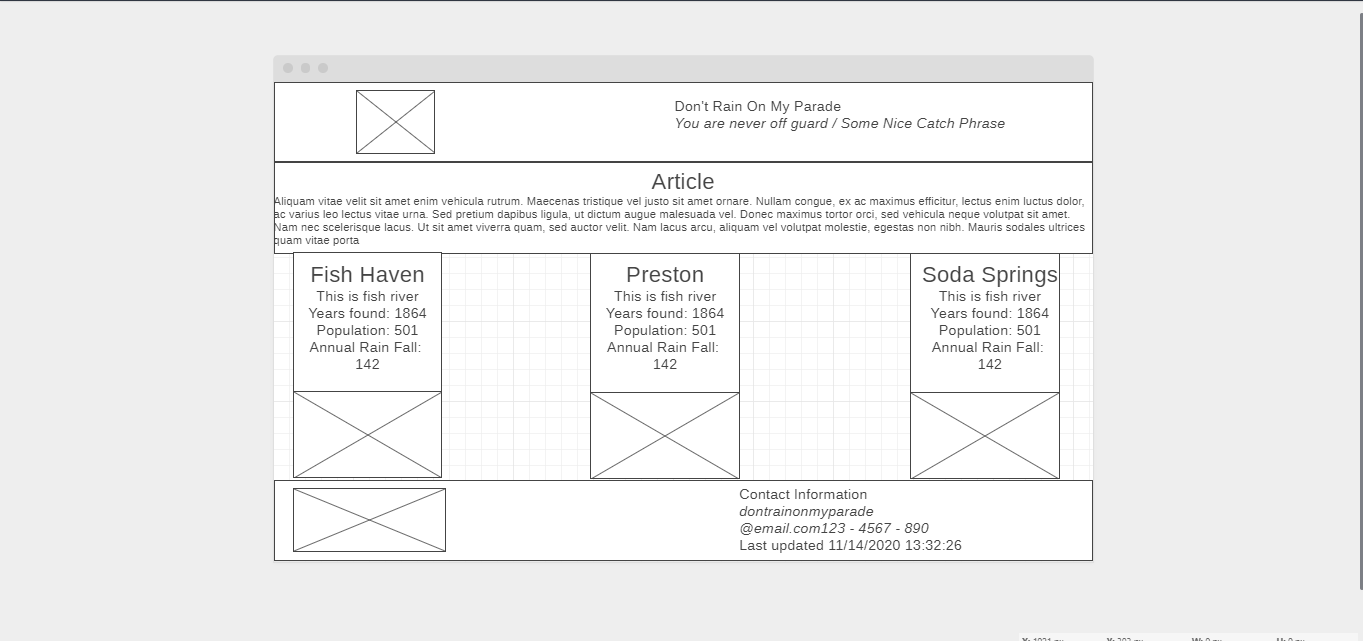 Don't Rain On My Parade
You are never off guard / Some Nice Catch Phrase
Article
Aliquam vitae velit sit amet enim vehicula rutrum. Maecenas tristique vel justo sit amet ornare. Nullam congue, ex ac maximus efficitur, lectus enim luctus dolor,
ac varius leo lectus vitae urna. Sed pretium dapibus ligula, ut dictum augue malesuada vel. Donec maximus tortor orci, sed vehicula neque volutpat sit amet.
Nam nec scelerisque lacus. Ut sit amet viverra quam, sed auctor velit. Nam lacus arcu, aliquam vel volutpat molestie, egestas non nibh. Mauris sodales ultrices
quam vitae porta
Fish Haven
This is fish river
Years found: 1864
Population: 501
Annual Rain Fall:
142
Preston
This is fish river
Years found: 1864
Population: 501
Annual Rain Fall:
142
Soda Springs
This is fish river
Years found: 1864
Population: 501
Annual Rain Fall:
142
Contact Information
dontrainonmyparade
@email.com123 - 4567 - 890
Last updated 11/14/2020 13:32:26